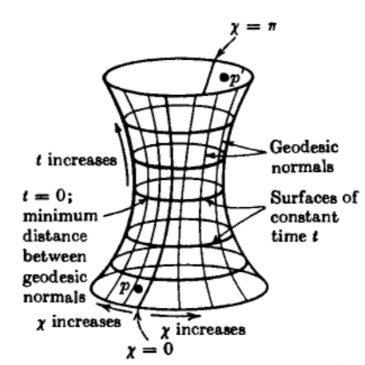 χ = π
p'
t increases
Geodesic
normals
t = 0;
minimum
distance
between
geodesic
normals
Surfaces of
constant
time t
p
χ increases
χ increases
χ = 0